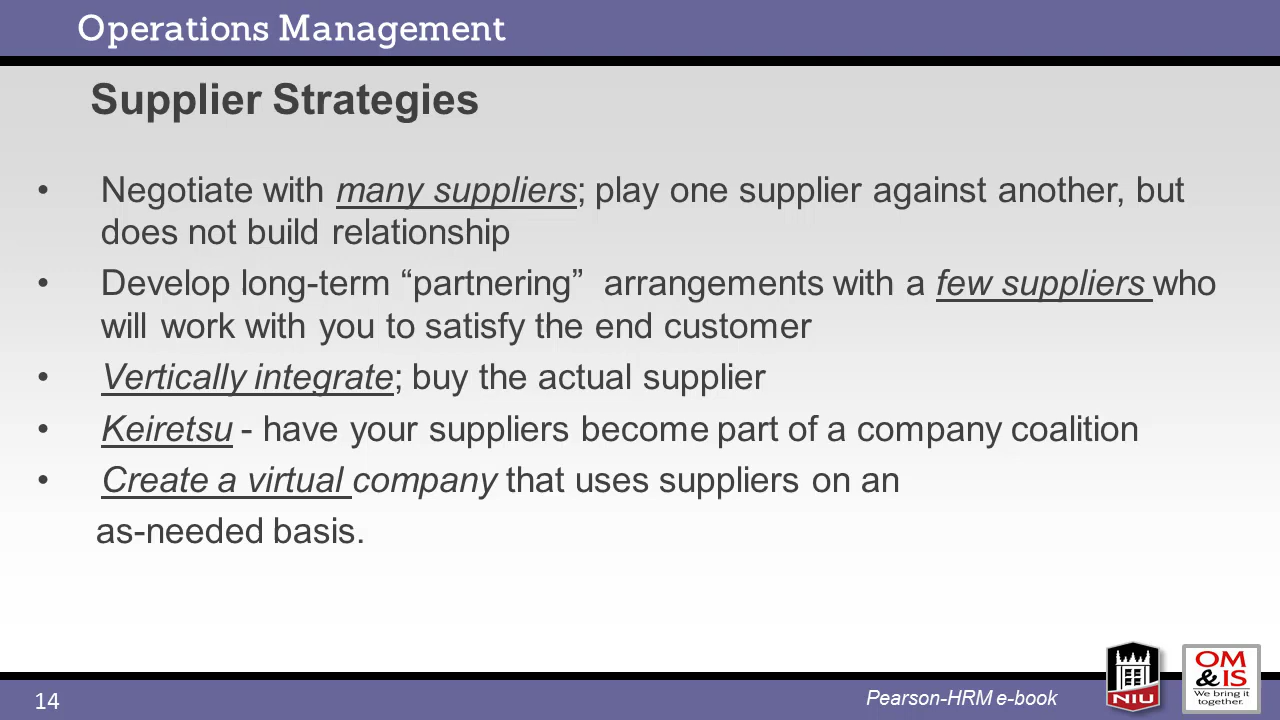 Operations Management
Supplier Strategies
• Negotiate with many suppliers; play one supplier against another, but
does not build relationship
• Develop long-term “partnering” arrangements with a few suppliers who
will work with you to satisfy the end customer
• Vertically integrate; buy the actual supplier
• Keiretsu - have your suppliers become part of a company coalition
• Create a virtual company that uses suppliers on an
as-needed basis.
14
Pearson-HRM e-book
NIU
OM
&IS
We bring it
together.